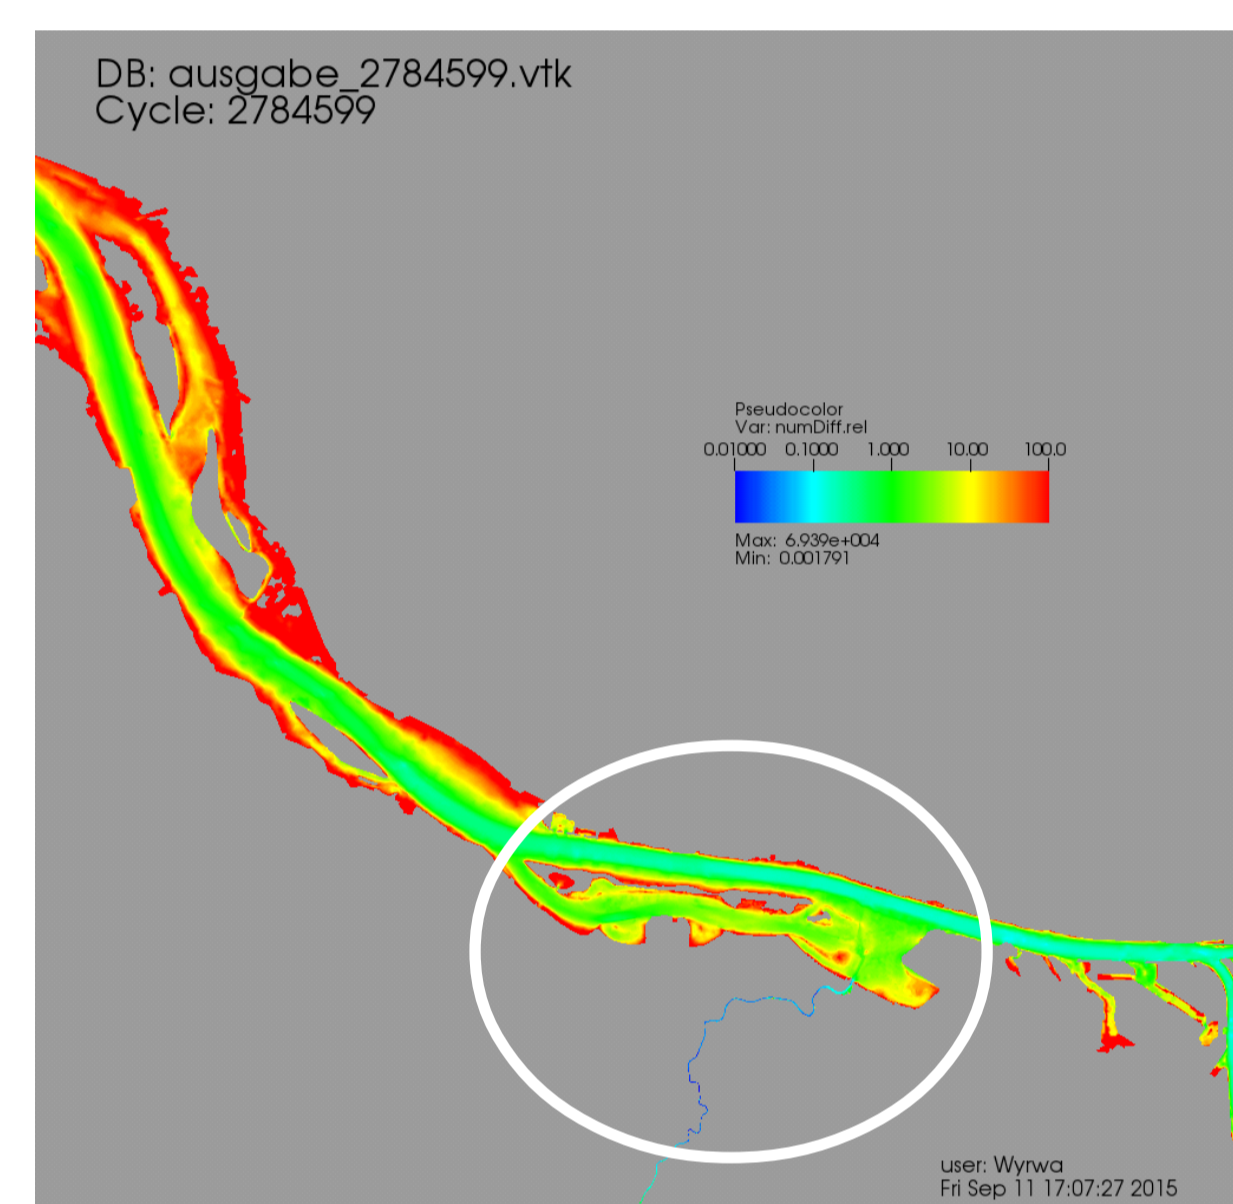 DB: ausgabe_2784599.vtk
Cycle: 2784599
Pseudocolor
Var: numDiff.rel
0.01000 0.1000 1.000 10.00 100.0
Max: 6.939e+004
Min: 0.001791
user: Wyrwa
Fri Sep 11 17:07:27 2015